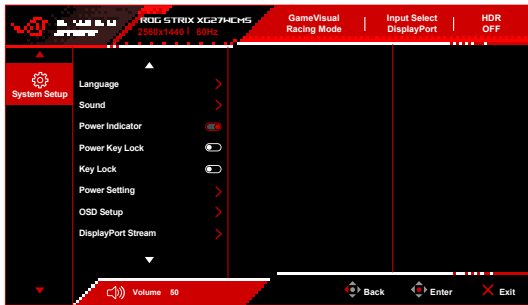 ROG STRIX XG27WCMS
2560x1440 60Hz
GameVisual
Racing Mode
Input Select
DisplayPort
HDR
OFF
System Setup
Language
Sound
Power Indicator
Power Key Lock
Key Lock
Power Setting
OSD Setup
DisplayPort Stream
Volume 50
Back
Enter
Exit